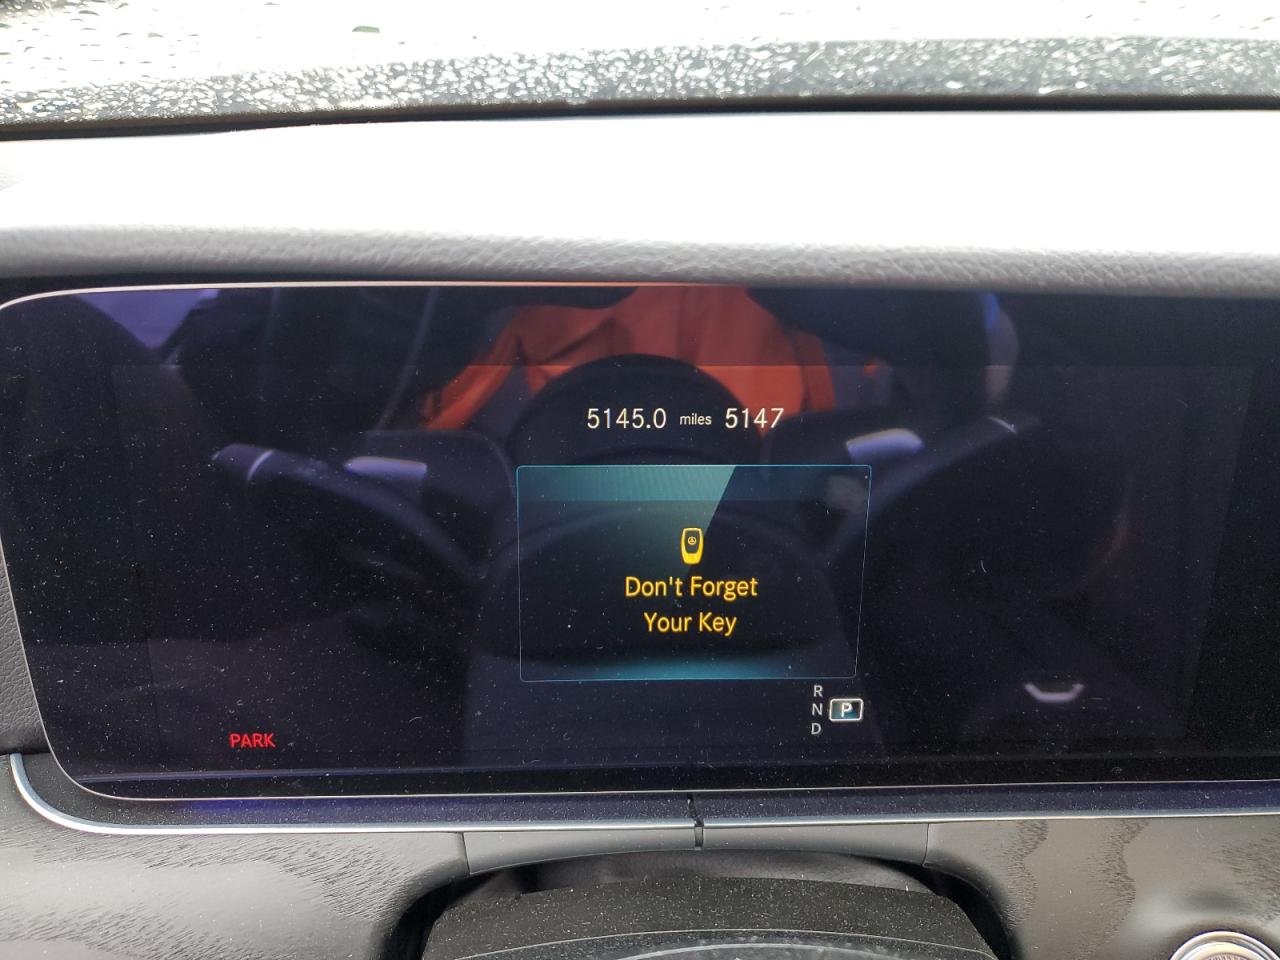 5145.0 miles 5147
Don't Forget
Your Key
R
N P
D
PARK